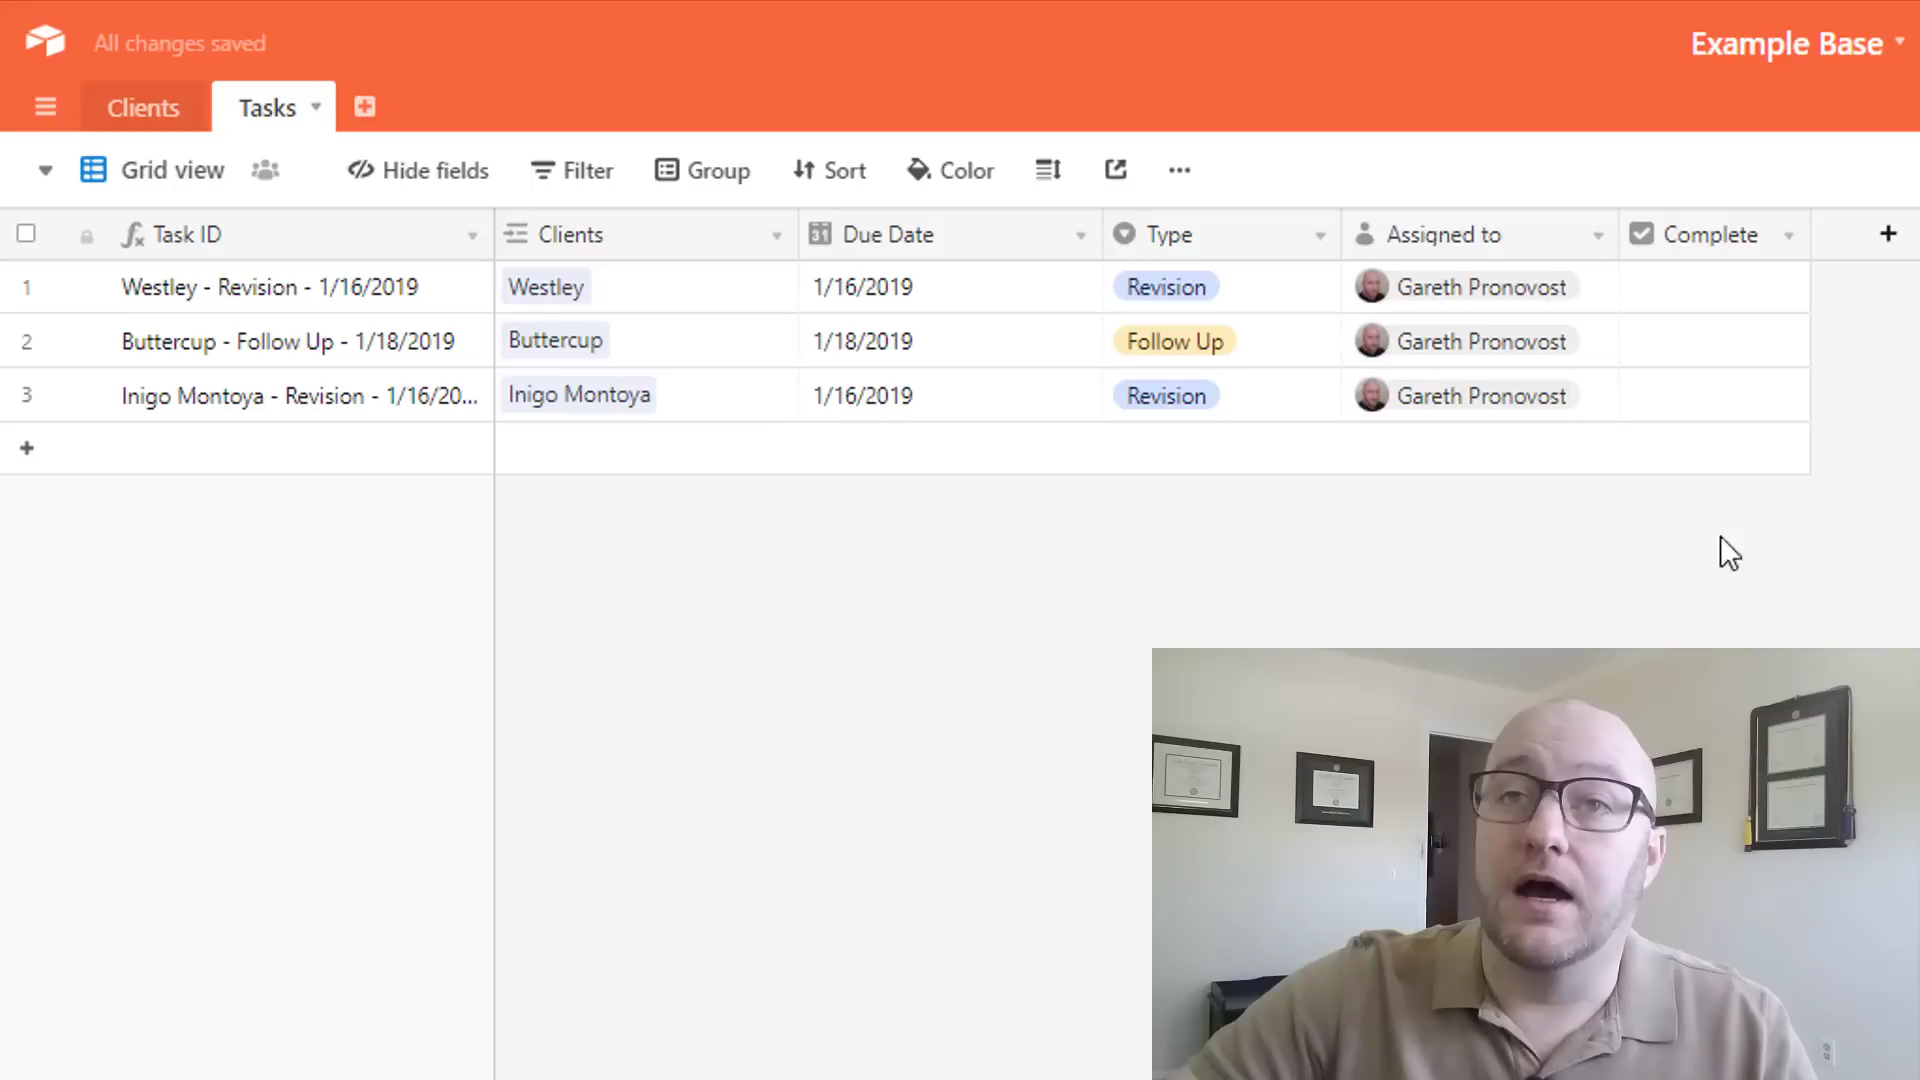 All changes saved
Example Base
Clients
Tasks
Grid view
Hide fields
Filter
Group
Sort
Color
Task ID
Clients
31 Due Date
Type
Assigned to
Complete
1 Westley - Revision - 1/16/2019 Westley 1/16/2019 Revision Gareth Pronovost
2 Buttercup - Follow Up - 1/18/2019 Buttercup 1/18/2019 Follow Up Gareth Pronovost
3 Inigo Montoya - Revision - 1/16/20... Inigo Montoya 1/16/2019 Revision Gareth Pronovost